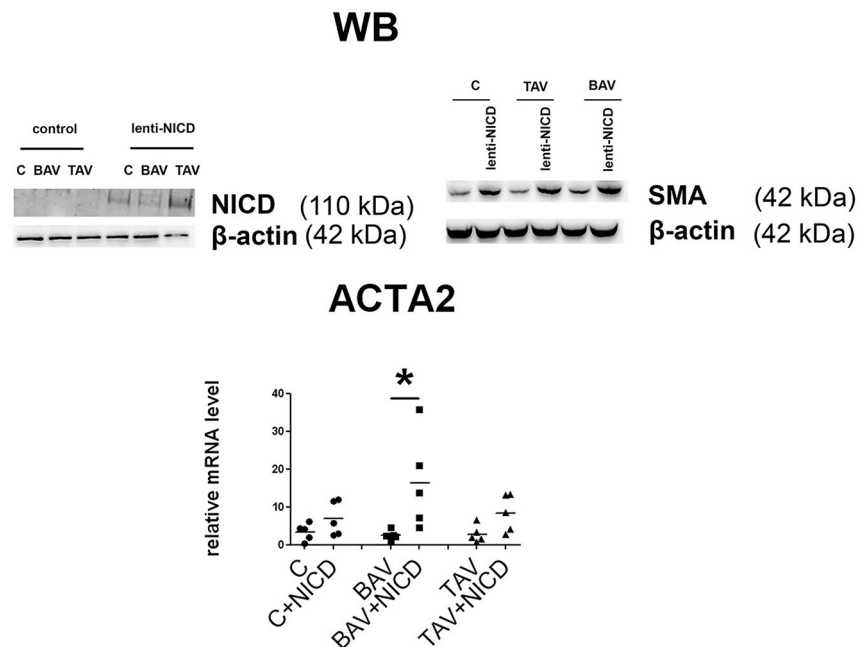 WB
control lenti-NICD
C BAV TAV C BAV TAV
NICD (110 kDa)
β-actin (42 kDa)
C TAV BAV
lenti-NICD lenti-NICD lenti-NICD
SMA (42 kDa)
β-actin (42 kDa)
ACTA2
relative mRNA level
40
30
20
10
0
*
C C+NICD BAV BAV+NICD TAV TAV+NICD